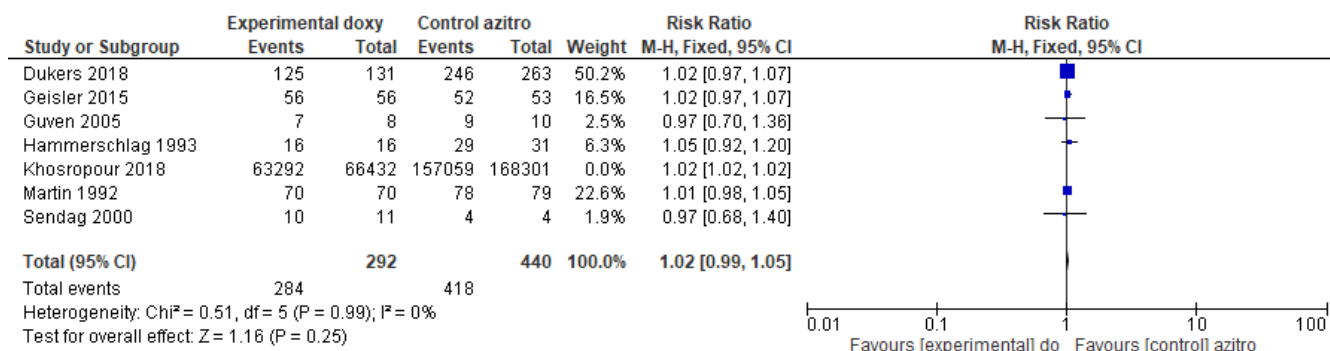 Experimental doxy Control azitro Risk Ratio Risk Ratio
Study or Subgroup Events Total Events Total Weight M-H, Fixed, 95% CI M-H, Fixed, 95% CI
Dukers 2018 125 131 246 263 50.2% 1.02 [0.97, 1.07]
Geisler 2015 56 56 52 53 16.5% 1.02 [0.97, 1.07]
Guven 2005 7 8 9 10 2.5% 0.97 [0.70, 1.36]
Hammerschlag 1993 16 16 29 31 6.3% 1.05 [0.92, 1.20]
Khosropour 2018 63292 66432 157059 168301 0.0% 1.02 [1.02, 1.02]
Martin 1992 70 70 78 79 22.6% 1.01 [0.98, 1.05]
Sendag 2000 10 11 4 4 1.9% 0.97 [0.68, 1.40]
Total (95% CI) 292 440 100.0% 1.02 [0.99, 1.05]
Total events 284 418
Heterogeneity: Chi² = 0.51, df = 5 (P = 0.99); I² = 0%
Test for overall effect: Z = 1.16 (P = 0.25)
0.01 0.1 1 10 100
Favours [experimental] do Favours [control] azitro